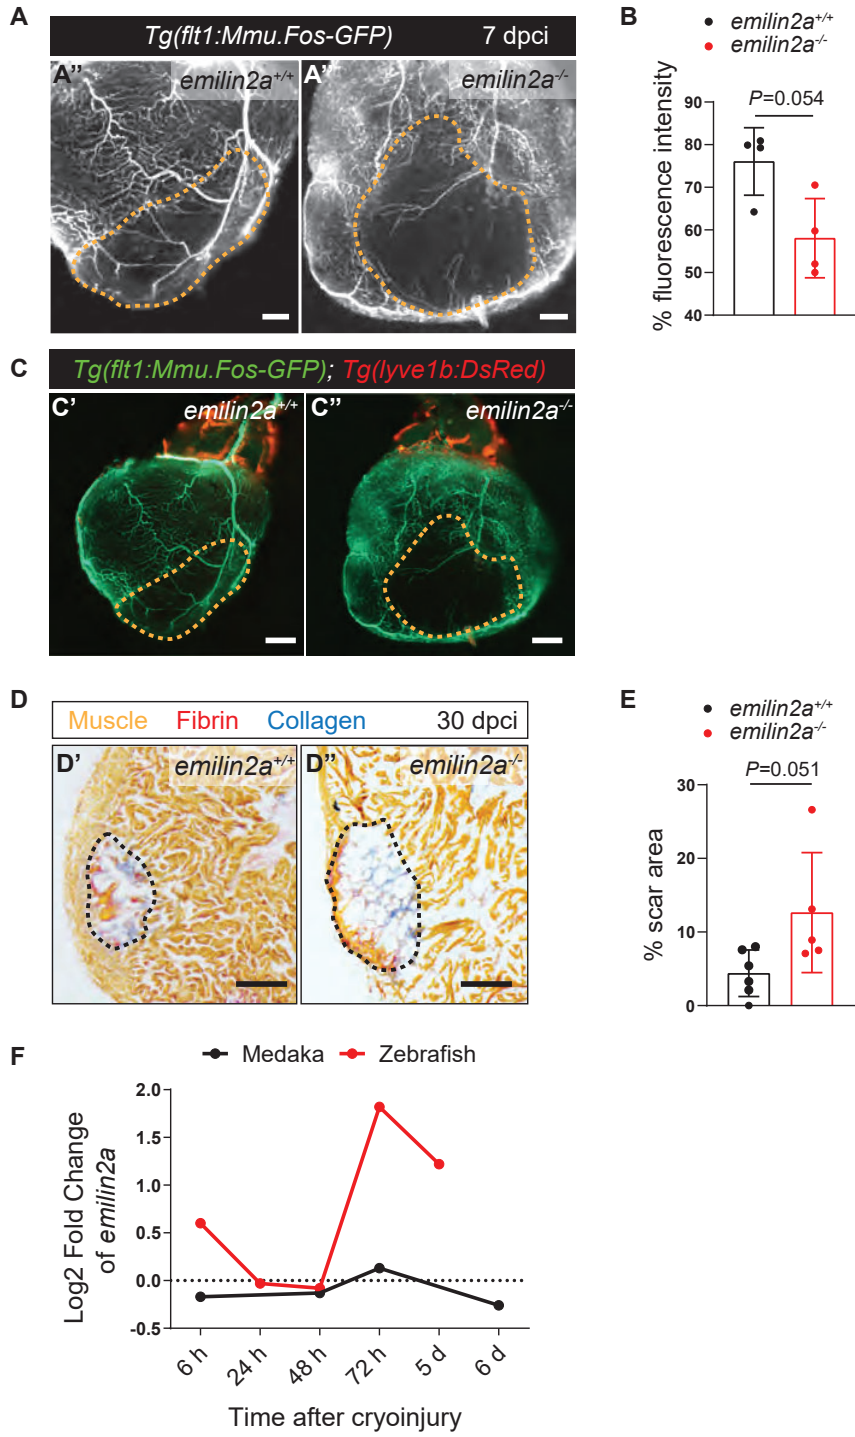 A
Tg(flt1:Mmu.Fos-GFP) 7 dpci
A" emilin2a+/+
A" emilin2a-/-
B
emilin2a+/+
emilin2a-/-
P=0.054
% fluorescence intensity
90
80
70
60
50
40
C
Tg(flt1:Mmu.Fos-GFP); Tg(lyve1b:DsRed)
C' emilin2a+/+
C" emilin2a-/-
D
Muscle Fibrin Collagen 30 dpci
D' emilin2a+/+
D" emilin2a-/-
E
emilin2a+/+
emilin2a-/-
P=0.051
% scar area
30
20
10
0
F
Medaka Zebrafish
Log2 Fold Change
of emilin2a
2.0
1.5
1.0
0.5
0.0
-0.5
6 h 24 h 48 h 72 h 5 d 6 d
Time after cryoinjury